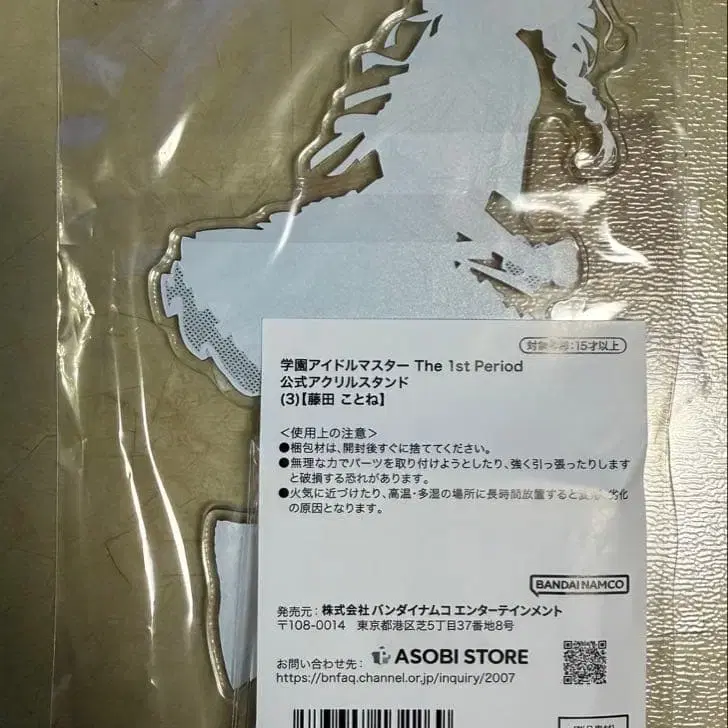 対象年齢:15才以上
学園アイドルマスター The 1st Period
公式アクリルスタンド
(3)【藤田 ことね】
＜使用上の注意＞
●梱包材は、開封後すぐに捨ててください。
●無理な力でパーツを取り付けようとしたり、強く引っ張ったりします
と破損する恐れがあります。
●火気に近づけたり、高温・多湿の場所に長時間放置すると変形、劣化
の原因となります。
BANDAI NAMCO
発売元：株式会社 バンダイナムコ エンターテインメント
〒108-0014 東京都港区芝5丁目37番地8号
お問い合わせ先： ASOBI STORE
https://bnfaq.channel.or.jp/inquiry/2007